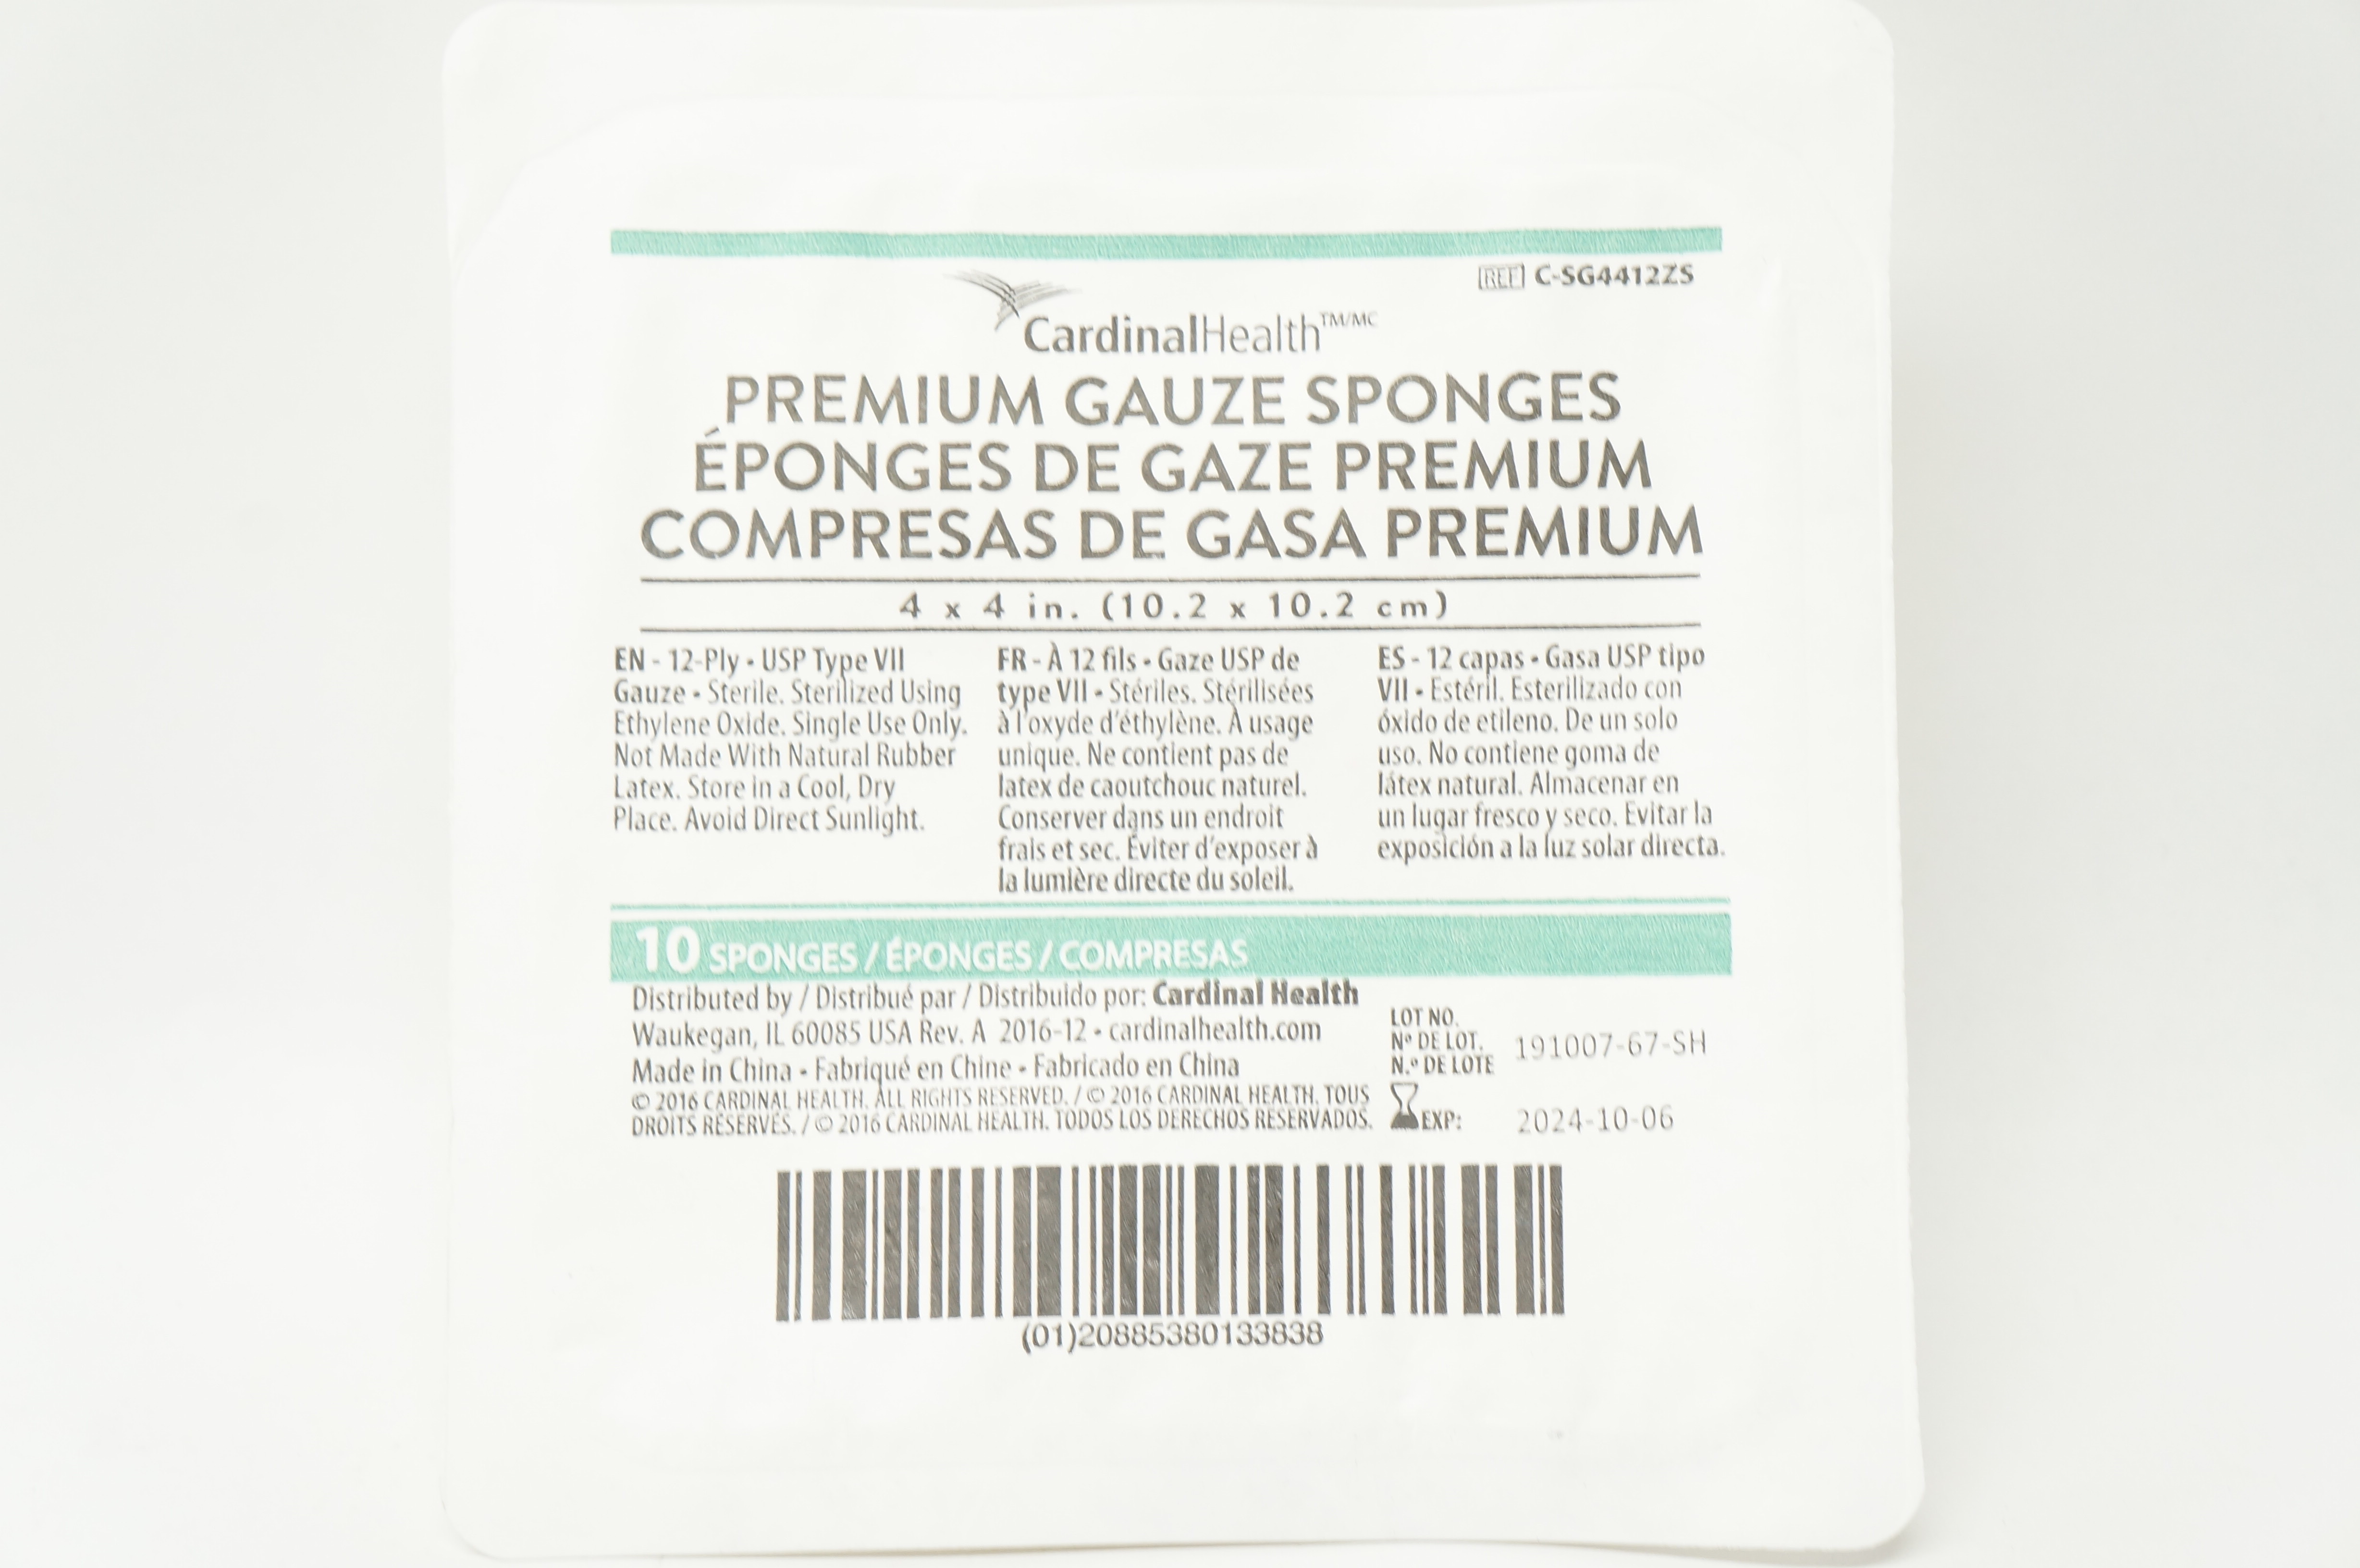 REF C-SG4412ZS
CardinalHealth™/MC
PREMIUM GAUZE SPONGES
ÉPONGES DE GAZE PREMIUM
COMPRESAS DE GASA PREMIUM
4 x 4 in. (10.2 x 10.2 cm)
EN - 12-Ply • USP Type VII
Gauze • Sterile. Sterilized Using
Ethylene Oxide. Single Use Only.
Not Made With Natural Rubber
Latex. Store in a Cool, Dry
Place. Avoid Direct Sunlight.
FR - À 12 fils • Gaze USP de
type VII • Stériles. Stérilisées
à l'oxyde d'éthylène. À usage
unique. Ne contient pas de
latex de caoutchouc naturel.
Conserver dans un endroit
frais et sec. Éviter d'exposer à
la lumière directe du soleil.
ES - 12 capas • Gasa USP tipo
VII • Estéril. Esterilizado con
óxido de etileno. De un solo
uso. No contiene goma de
látex natural. Almacenar en
un lugar fresco y seco. Evitar la
exposición a la luz solar directa.
10 SPONGES / ÉPONGES / COMPRESAS
Distributed by / Distribué par / Distribuido por: Cardinal Health
Waukegan, IL 60085 USA Rev. A 2016-12 • cardinalhealth.com
Made in China • Fabriqué en Chine • Fabricado en China
© 2016 CARDINAL HEALTH. ALL RIGHTS RESERVED. / © 2016 CARDINAL HEALTH. TOUS
DROITS RÉSERVÉS. / © 2016 CARDINAL HEALTH. TODOS LOS DERECHOS RESERVADOS.
LOT NO.
Nº DE LOT.
N.º DE LOTE
191007-67-SH
EXP: 2024-10-06
(01)20885380133838